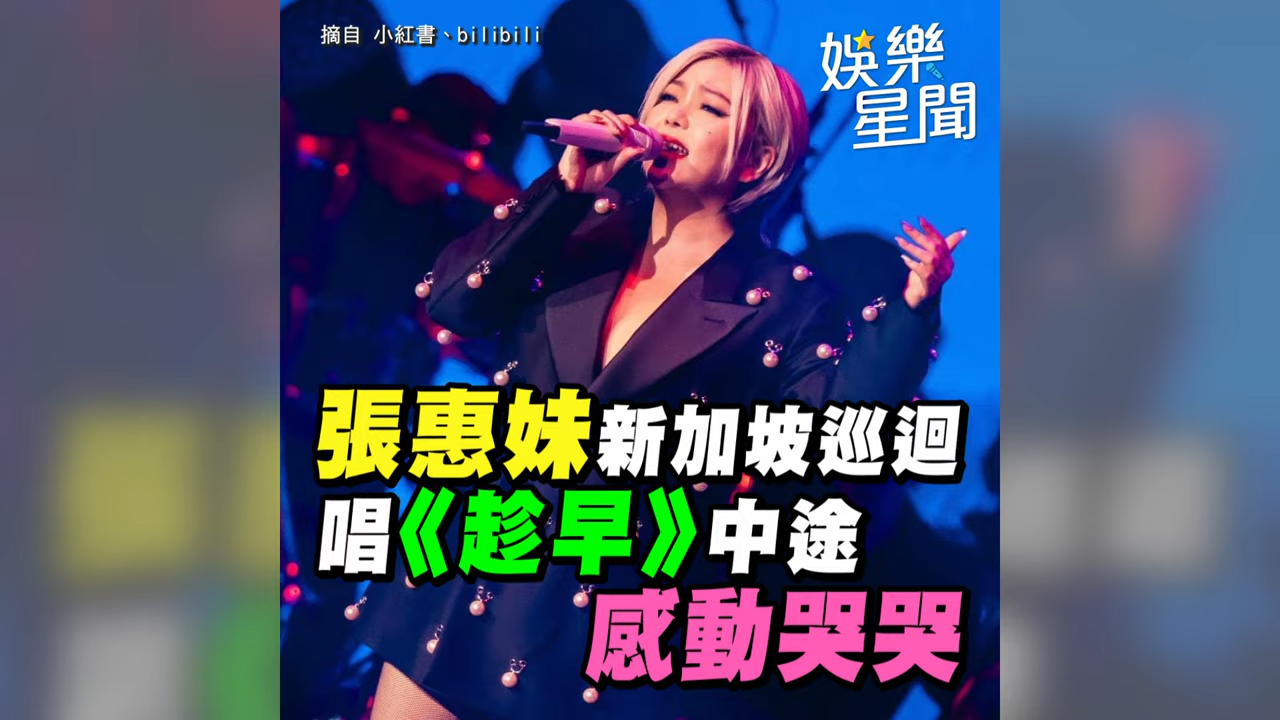 摘自 小紅書、bilibili
娛樂
星聞
張惠妹新加坡巡迴
唱《趁早》中途
感動哭哭